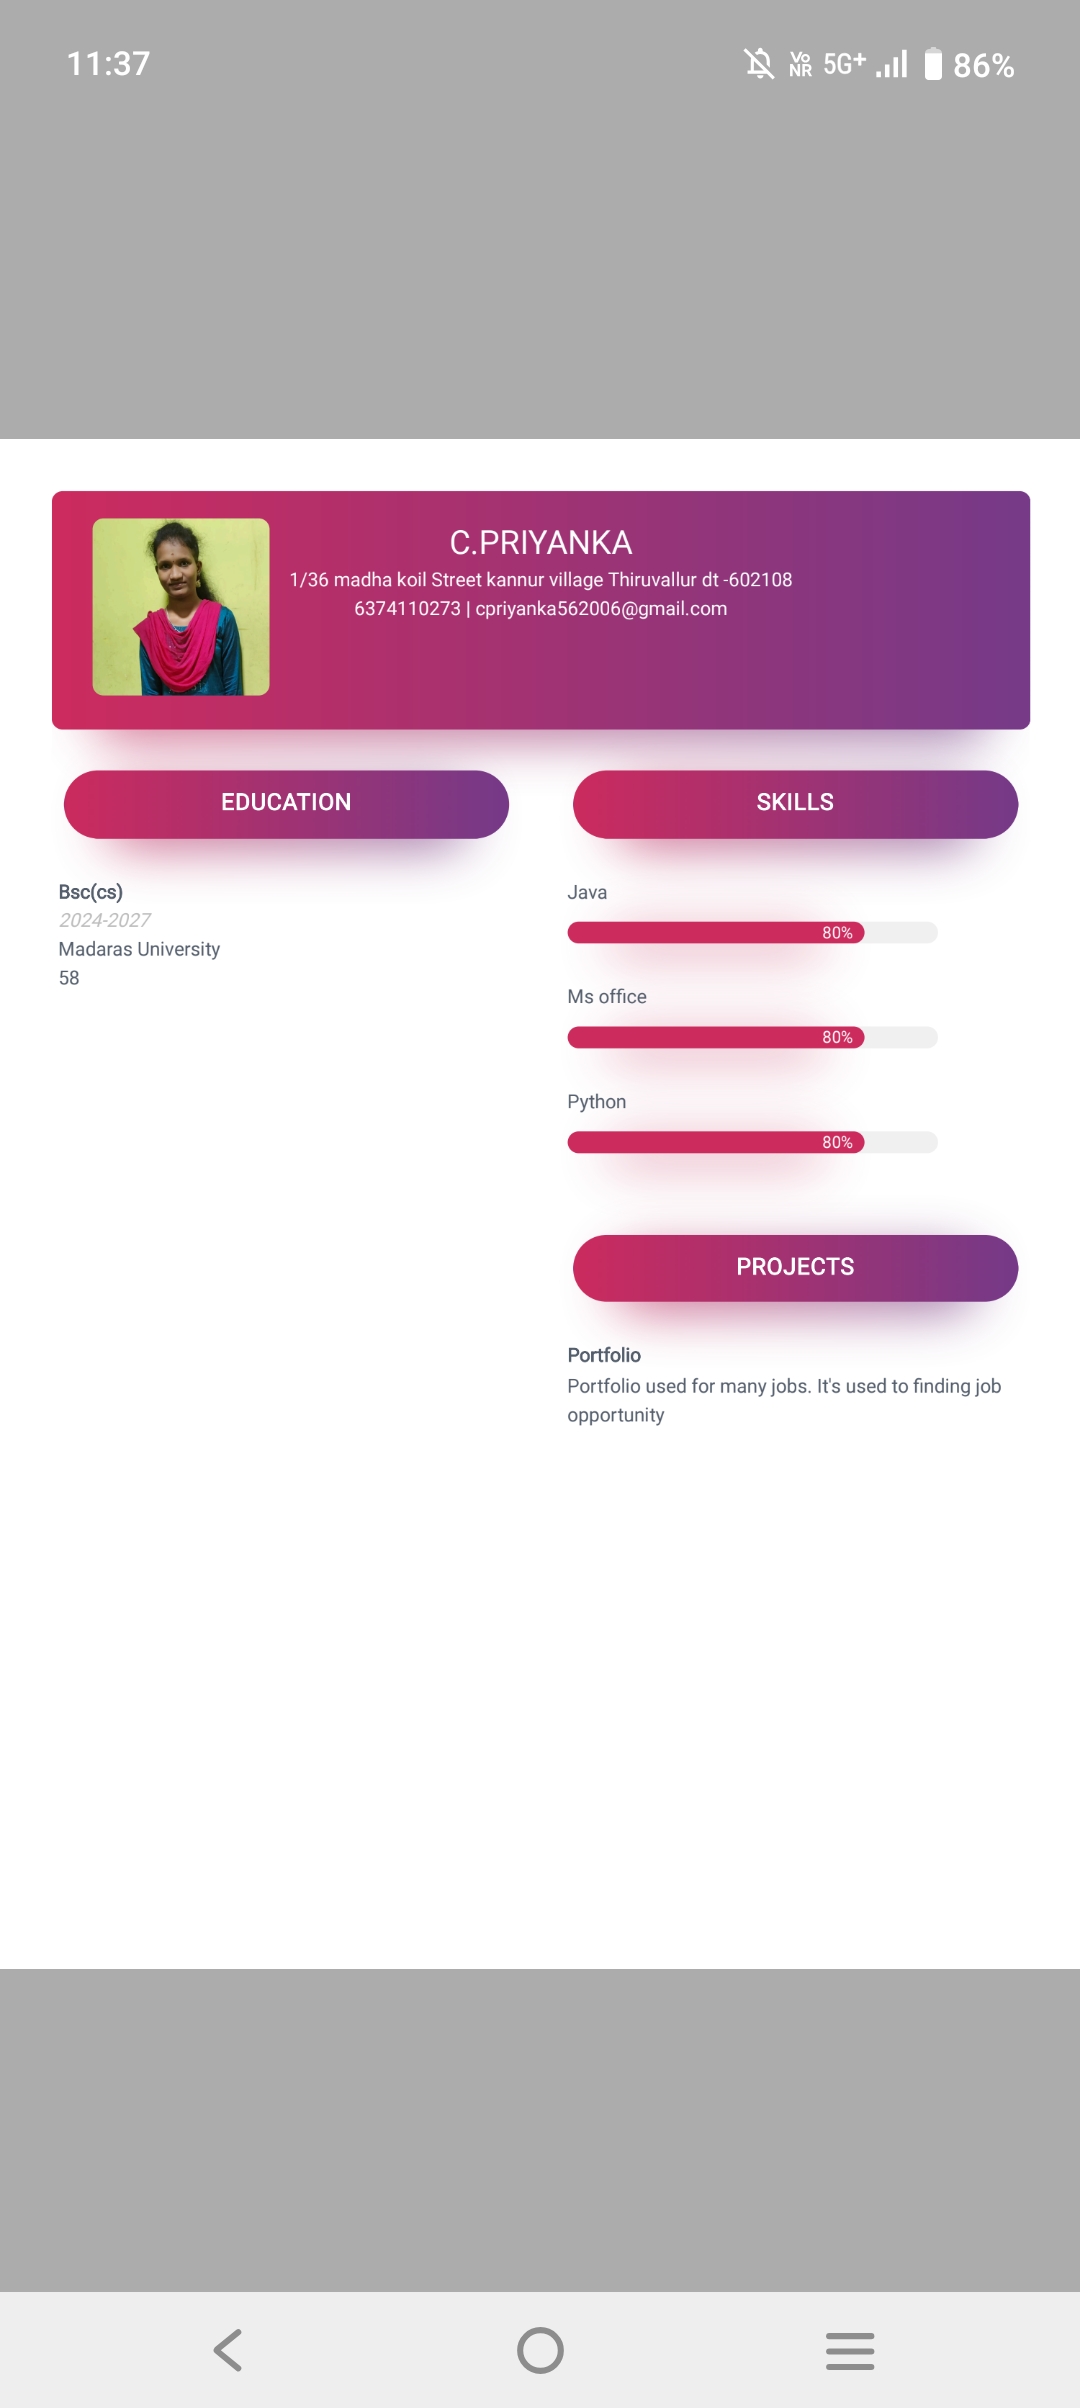 11:37
Vo NR 5G+ 86%
C.PRIYANKA
1/36 madha koil Street kannur village Thiruvallur dt -602108
6374110273 | cpriyanka562006@gmail.com
EDUCATION
Bsc(cs)
2024-2027
Madaras University
58
SKILLS
Java
80%
Ms office
80%
Python
80%
PROJECTS
Portfolio
Portfolio used for many jobs. It's used to finding job
opportunity